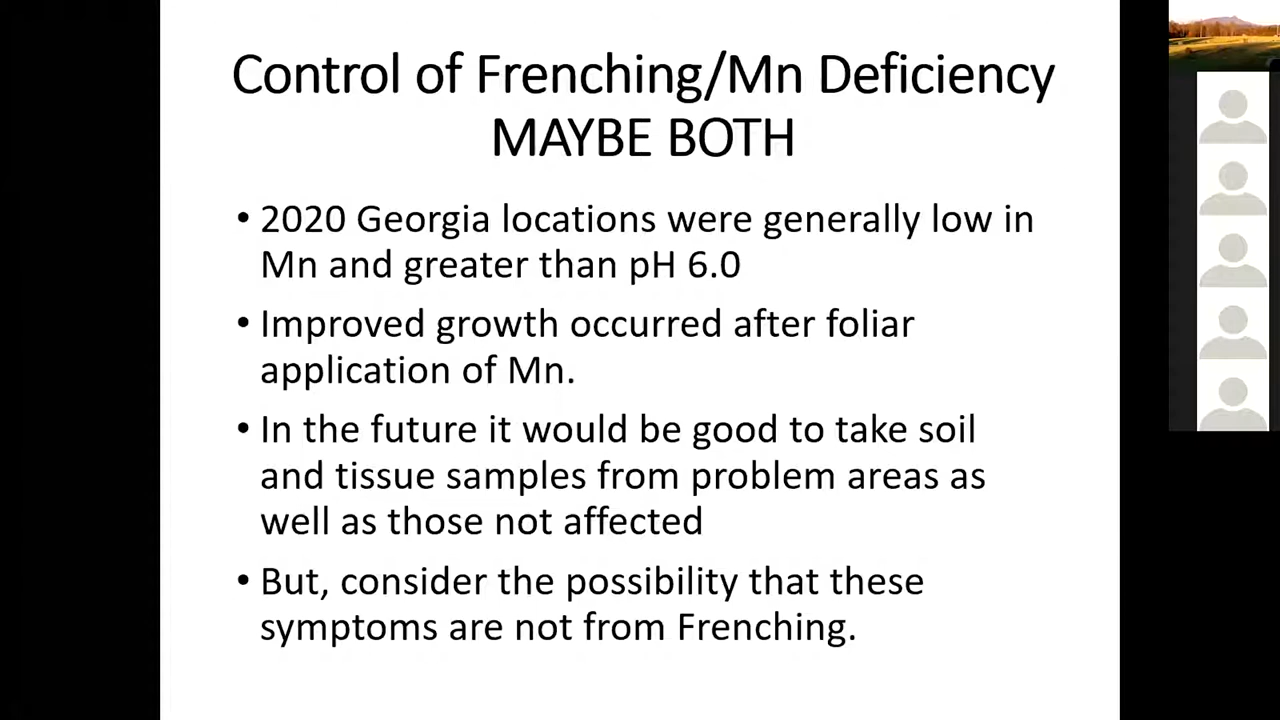 Control of Frenching/Mn Deficiency
MAYBE BOTH
• 2020 Georgia locations were generally low in
Mn and greater than pH 6.0
• Improved growth occurred after foliar
application of Mn.
• In the future it would be good to take soil
and tissue samples from problem areas as
well as those not affected
• But, consider the possibility that these
symptoms are not from Frenching.